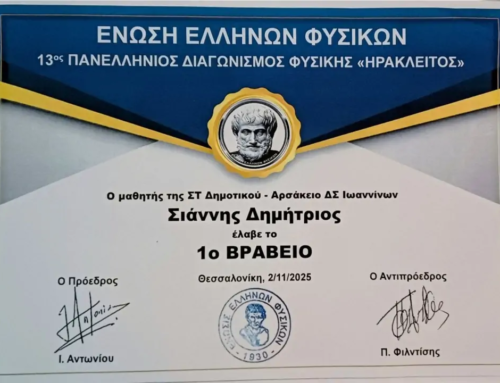 ΕΝΩΣΗ ΕΛΛΗΝΩΝ ΦΥΣΙΚΩΝ
13ος ΠΑΝΕΛΛΗΝΙΟΣ ΔΙΑΓΩΝΙΣΜΟΣ ΦΥΣΙΚΗΣ «ΗΡΑΚΛΕΙΤΟΣ»
Ο μαθητής της ΣΤ Δημοτικού - Αρσάκειο ΔΣ Ιωαννίνων
Σιάννης Δημήτριος
έλαβε το
1ο ΒΡΑΒΕΙΟ
Ο Πρόεδρος
Θεσσαλονίκη, 2/11/2025
Ο Αντιπρόεδρος
ΕΝΩΣΙΣ ΕΛΛΗΝΩΝ ΦΥΣΙΚΩΝ
- 1930 -
Ι. Αντωνίου
Π. Φιλντίσης